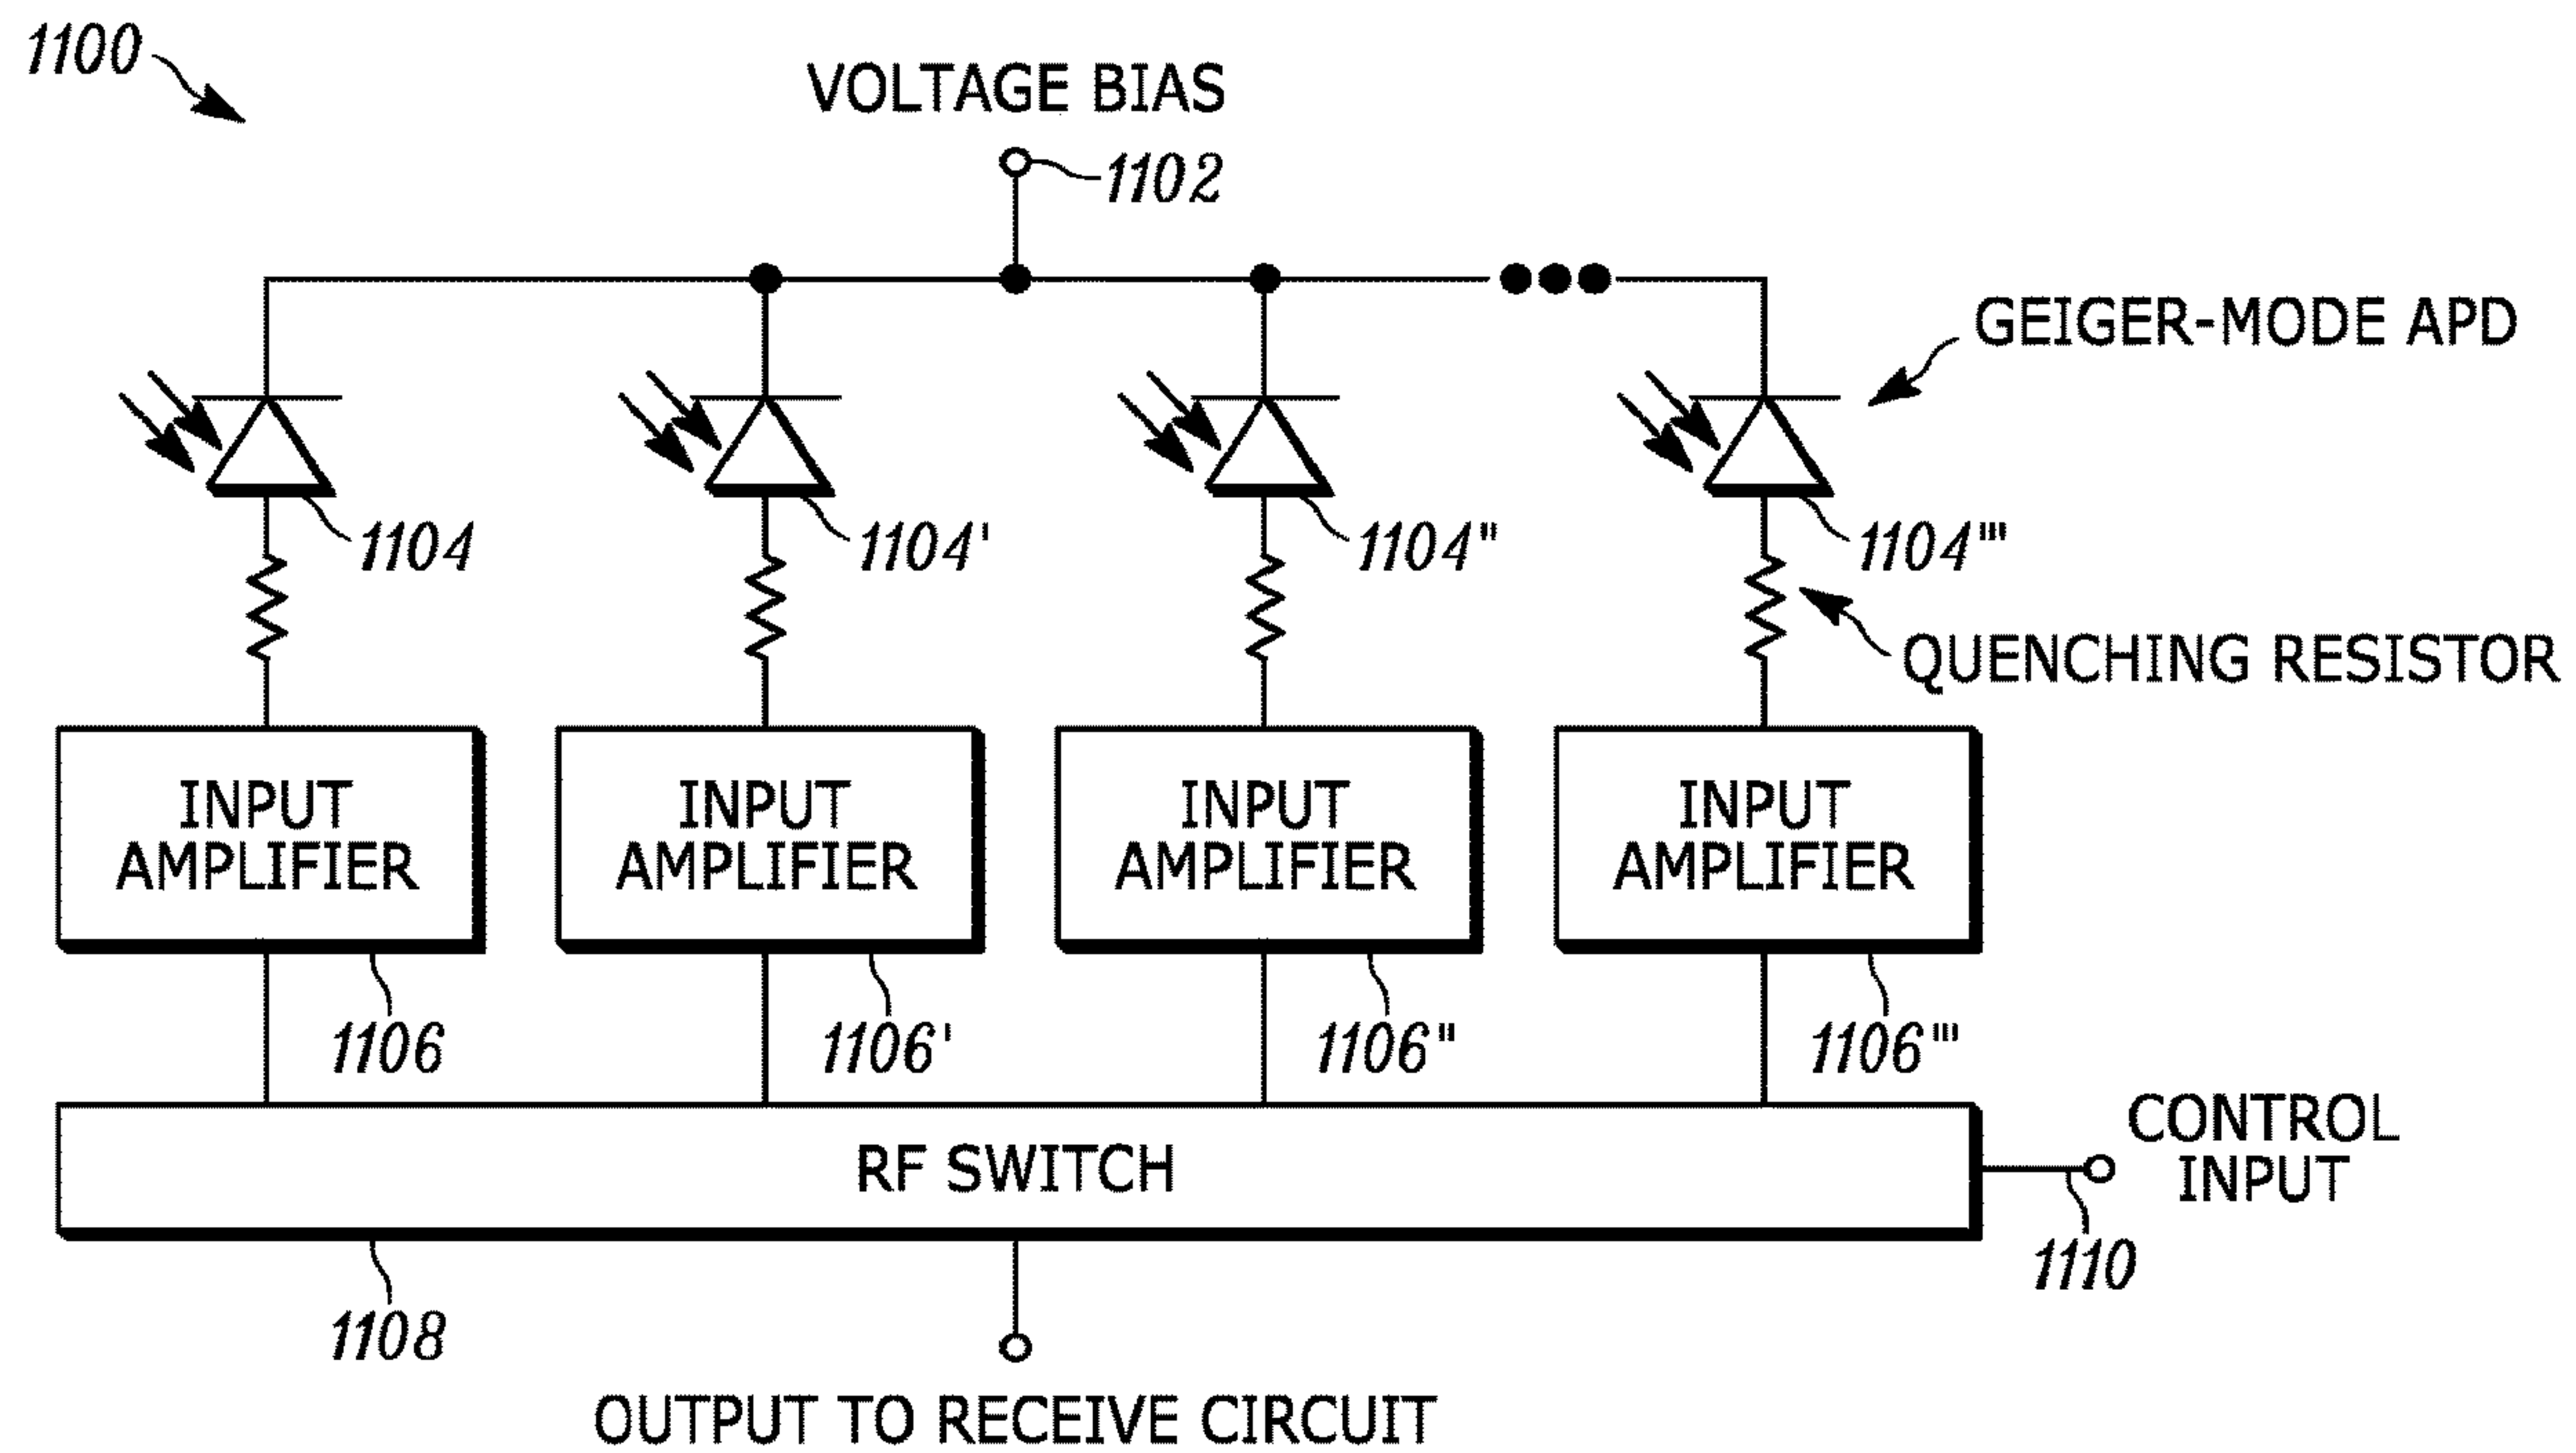 1100
VOLTAGE BIAS
1102
GEIGER-MODE APD
1104
1104'
1104"
1104'''
QUENCHING RESISTOR
INPUT
AMPLIFIER
INPUT
AMPLIFIER
INPUT
AMPLIFIER
INPUT
AMPLIFIER
1106
1106'
1106"
1106'''
RF SWITCH
CONTROL
INPUT
1110
1108
OUTPUT TO RECEIVE CIRCUIT